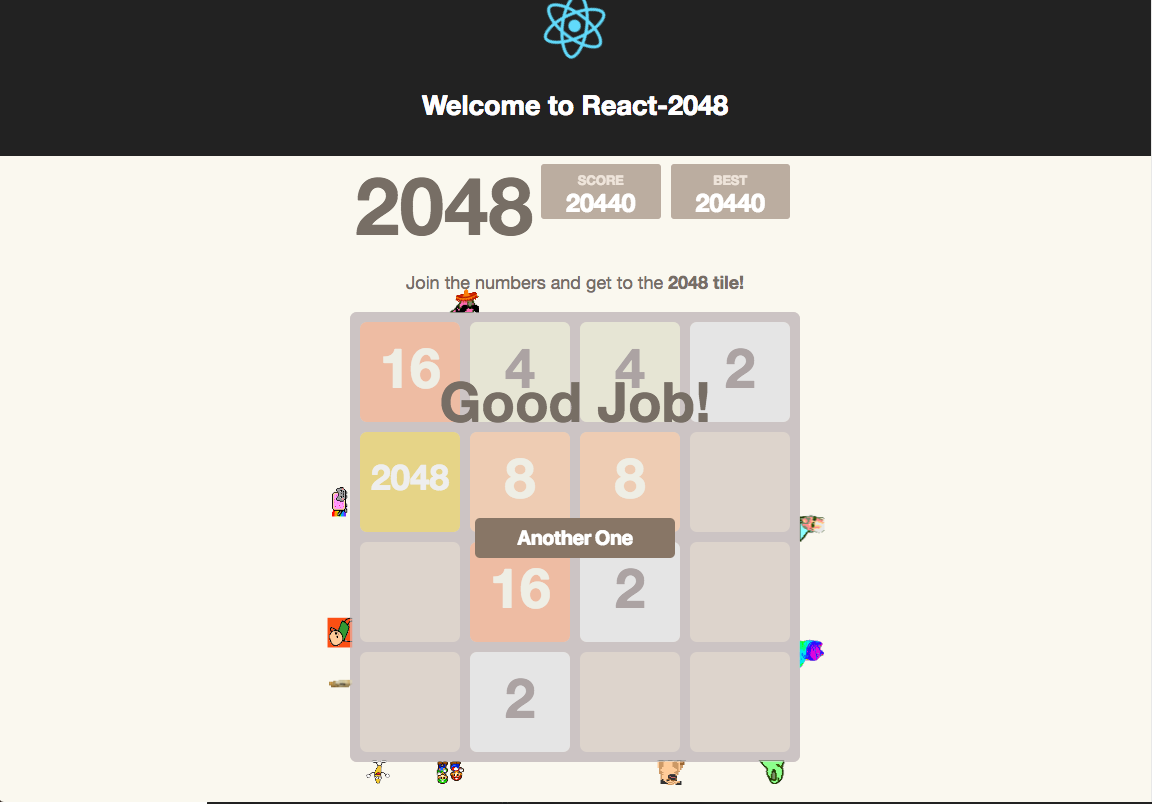 Welcome to React-2048
2048
SCORE
20440
BEST
20440
Join the numbers and get to the 2048 tile!
16 4 4 2
Good Job!
2048 8 8
Another One
16 2
2